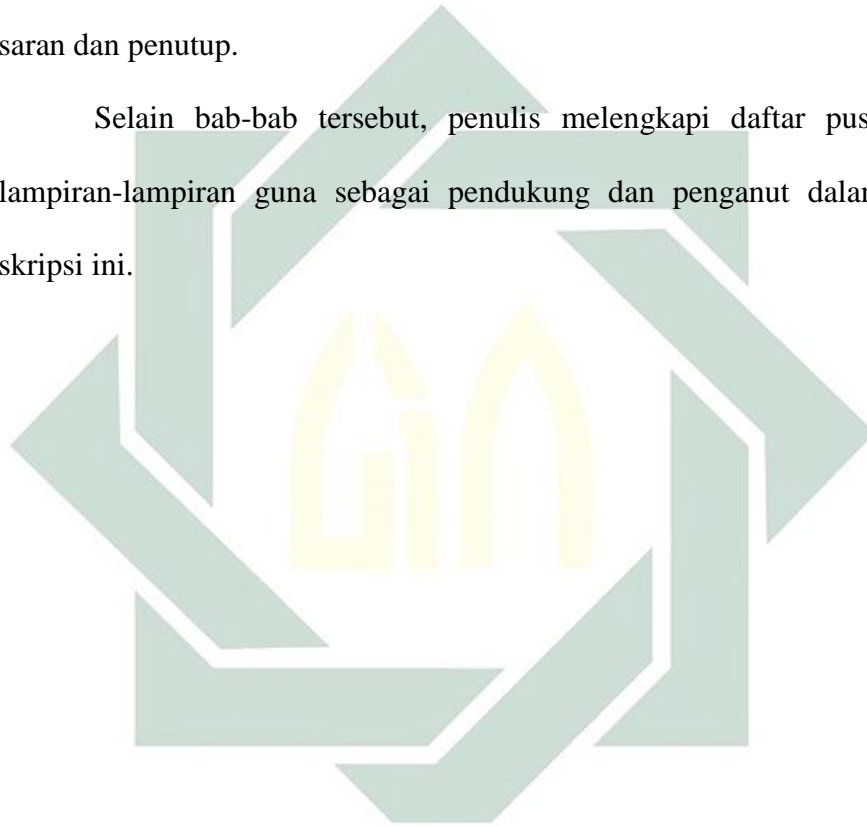 saran dan penutup.
Selain bab-bab tersebut, penulis melengkapi daftar pus
lampiran-lampiran guna sebagai pendukung dan penganut dalar
skripsi ini.